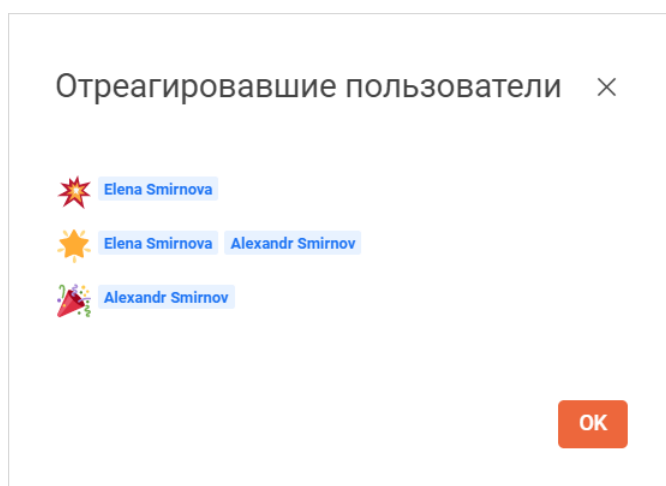 Отреагировавшие пользователи
Elena Smirnova
Elena Smirnova Alexandr Smirnov
Alexandr Smirnov
OK